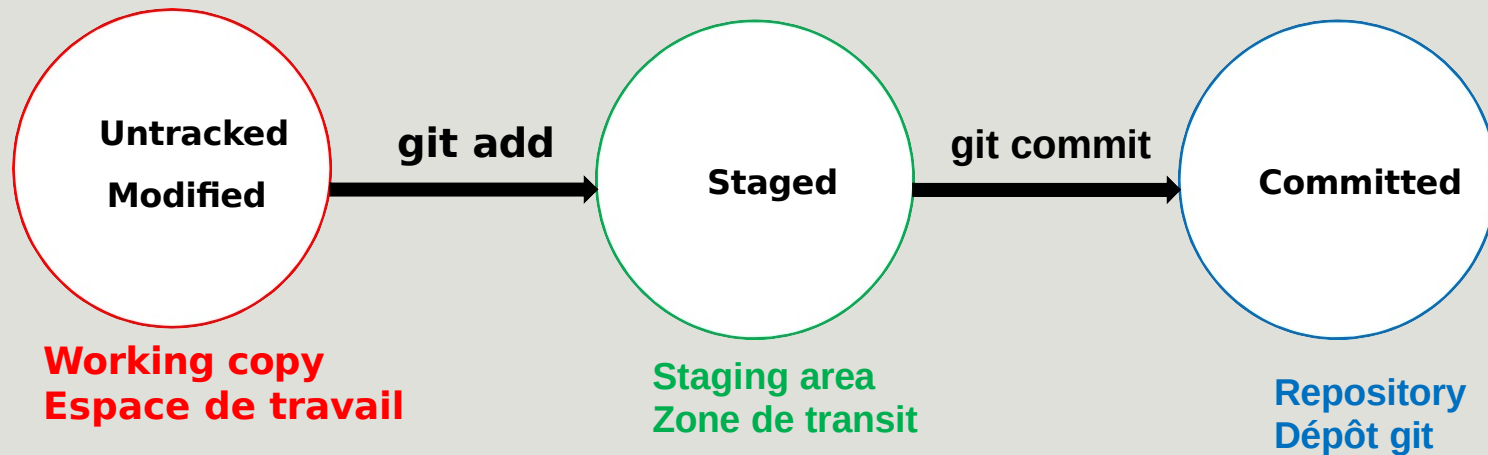 Untracked
Modified
git add
Staged
git commit
Committed
Working copy
Espace de travail
Staging area
Zone de transit
Repository
Dépôt git